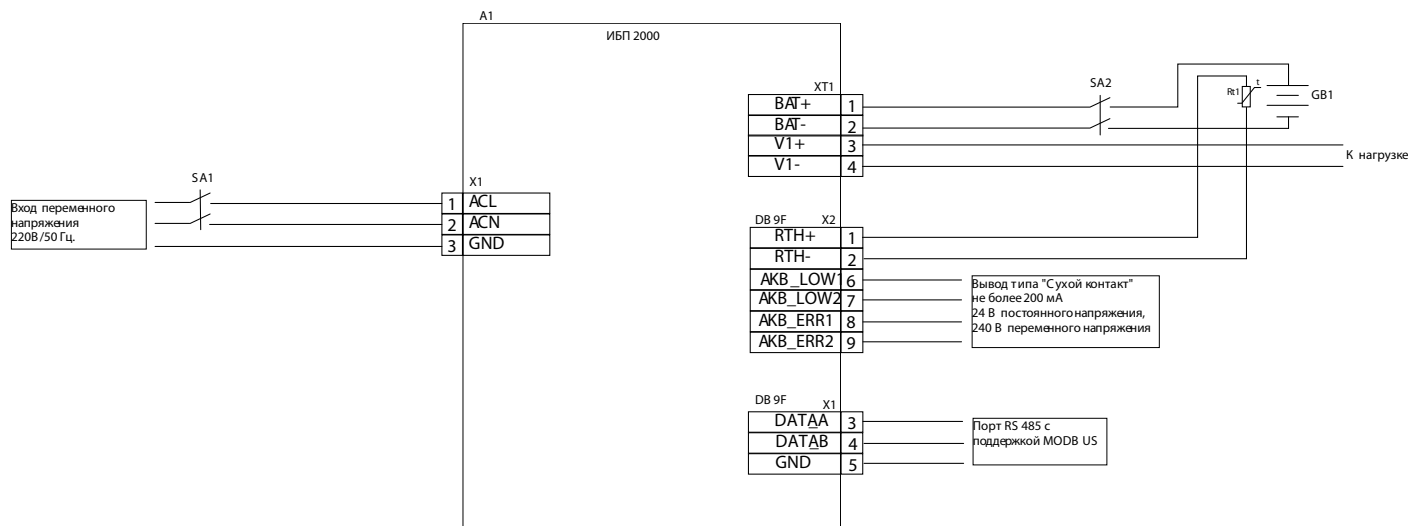 A1
ИБП 2000
XT1
BAT+ 1
BAT- 2
V1+ 3
V1- 4
SA2
Rt1
t
GB1
К нагрузке
SA1
Вход переменного
напряжения
220В/50 Гц.
X1
1 ACL
2 ACN
3 GND
DB 9F X2
RTH+ 1
RTH- 2
AKB_LOW1 6
AKB_LOW2 7
AKB_ERR1 8
AKB_ERR2 9
Вывод типа "Сухой контакт"
не более 200 мА
24 В постоянного напряжения,
240 В переменного напряжения
DB 9F X1
DATA_A 3
DATA_B 4
GND 5
Порт RS 485 с
поддержкой MODB US